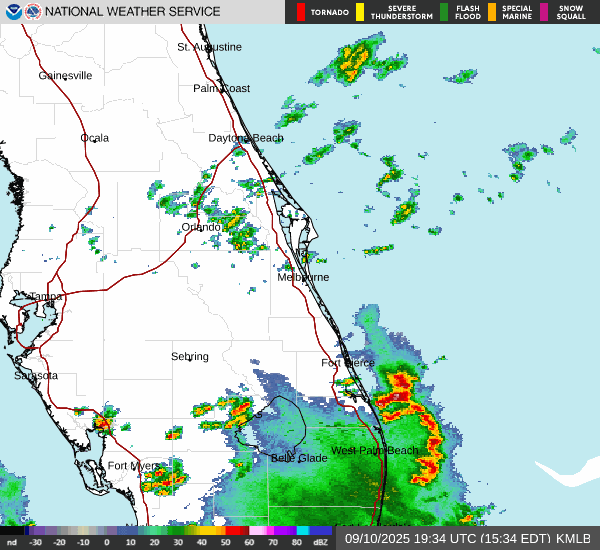 NATIONAL WEATHER SERVICE
TORNADO
SEVERE
THUNDERSTORM
FLASH
FLOOD
SPECIAL
MARINE
SNOW
SQUALL
St. Augustine
Gainesville
Palm Coast
Ocala
Daytona Beach
Orlando
Melbourne
Tampa
Sebring
Fort Pierce
Sarasota
West Palm Beach
Belle Glade
Fort Myers
nd -30 -20 -10 0 10 20 30 40 50 60 70 80 dBZ
09/10/2025 19:34 UTC (15:34 EDT) KMLB